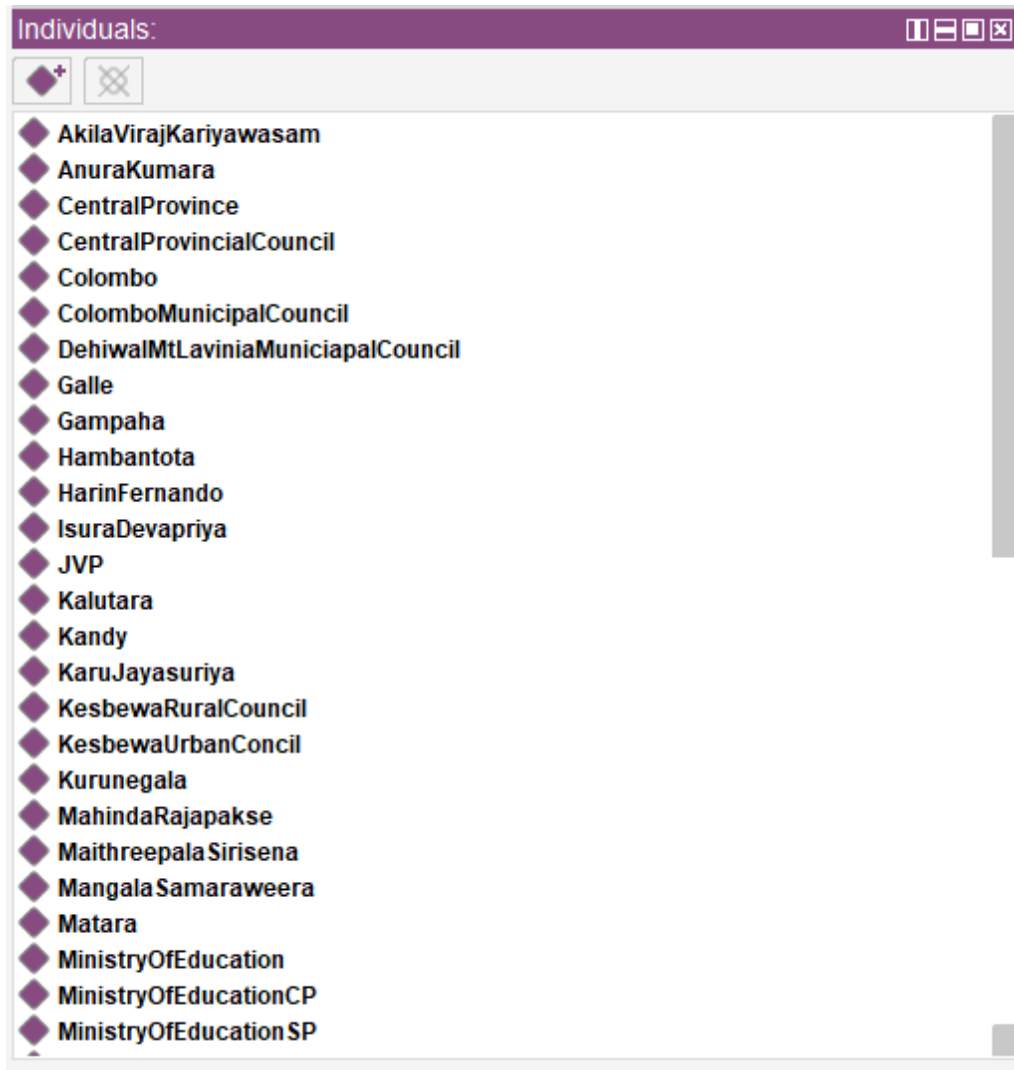 Individuals:
AkilaVirajKariyawasam
AnuraKumara
CentralProvince
CentralProvincialCouncil
Colombo
ColomboMunicipalCouncil
DehiwalMtLaviniaMuniciapalCouncil
Galle
Gampaha
Hambantota
HarinFernando
IsuraDevapriya
JVP
Kalutara
Kandy
KaruJayasuriya
KesbewaRuralCouncil
KesbewaUrbanConcil
Kurunegala
MahindaRajapakse
MaithreepalaSirisena
MangalaSamaraweera
Matara
MinistryOfEducation
MinistryOfEducationCP
MinistryOfEducationSP